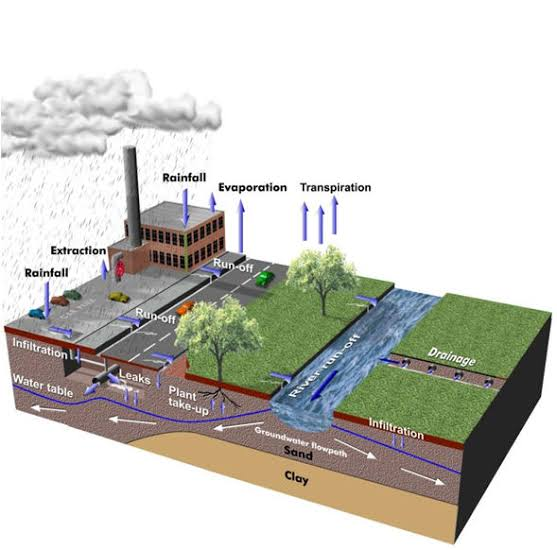 Rainfall
Evaporation
Transpiration
Extraction
Rainfall
Run-off
Run-off
Infiltration
Leaks
Water table
Plant
take-up
River run-off
Drainage
Infiltration
Groundwater flowpath
Sand
Clay